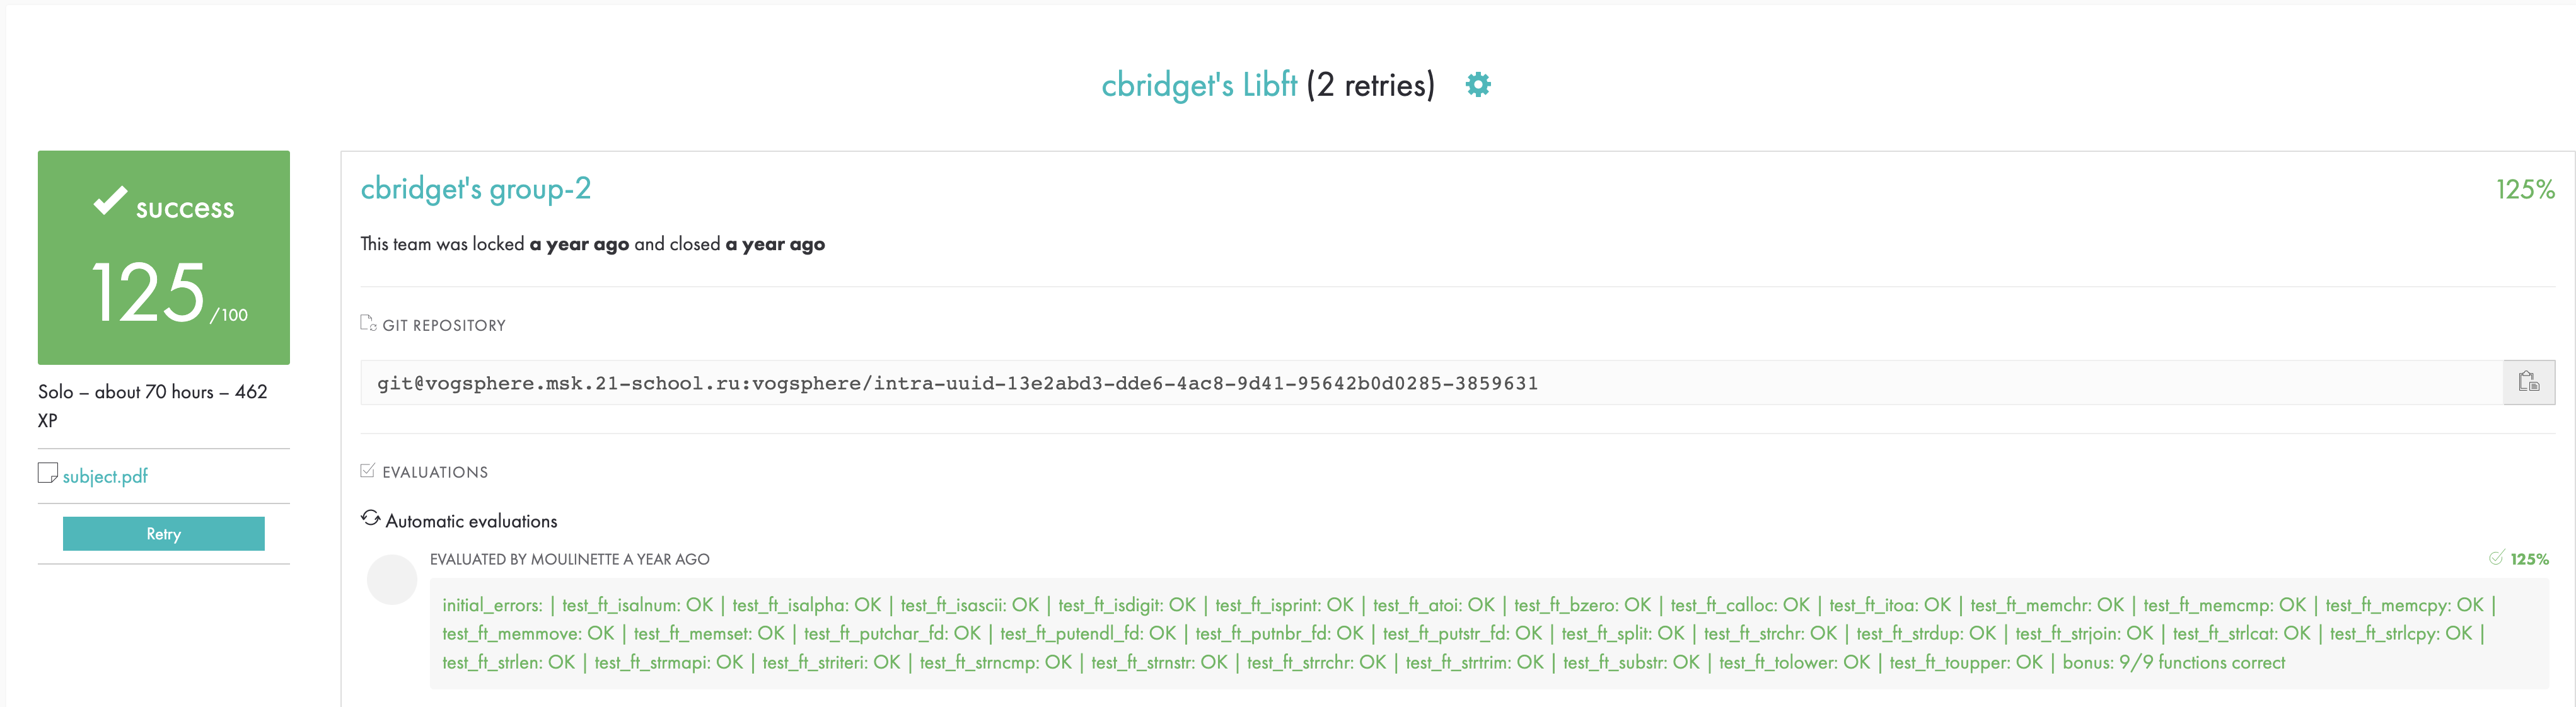 cbridget's Libft (2 retries)
success
125 /100
Solo – about 70 hours – 462
XP
subject.pdf
Retry
cbridget's group-2
125%
This team was locked a year ago and closed a year ago
GIT REPOSITORY
git@vogsphere.msk.21-school.ru:vogsphere/intra-uuid-13e2abd3-dde6-4ac8-9d41-95642b0d0285-3859631
EVALUATIONS
Automatic evaluations
EVALUATED BY MOULINETTE A YEAR AGO
125%
initial_errors: | test_ft_isalnum: OK | test_ft_isalpha: OK | test_ft_isascii: OK | test_ft_isdigit: OK | test_ft_isprint: OK | test_ft_atoi: OK | test_ft_bzero: OK | test_ft_calloc: OK | test_ft_itoa: OK | test_ft_memchr: OK | test_ft_memcmp: OK | test_ft_memcpy: OK |
test_ft_memmove: OK | test_ft_memset: OK | test_ft_putchar_fd: OK | test_ft_putendl_fd: OK | test_ft_putnbr_fd: OK | test_ft_putstr_fd: OK | test_ft_split: OK | test_ft_strchr: OK | test_ft_strdup: OK | test_ft_strjoin: OK | test_ft_strlcat: OK | test_ft_strlcpy: OK |
test_ft_strlen: OK | test_ft_strmapi: OK | test_ft_striteri: OK | test_ft_strncmp: OK | test_ft_strnstr: OK | test_ft_strrchr: OK | test_ft_strtrim: OK | test_ft_substr: OK | test_ft_tolower: OK | test_ft_toupper: OK | bonus: 9/9 functions correct